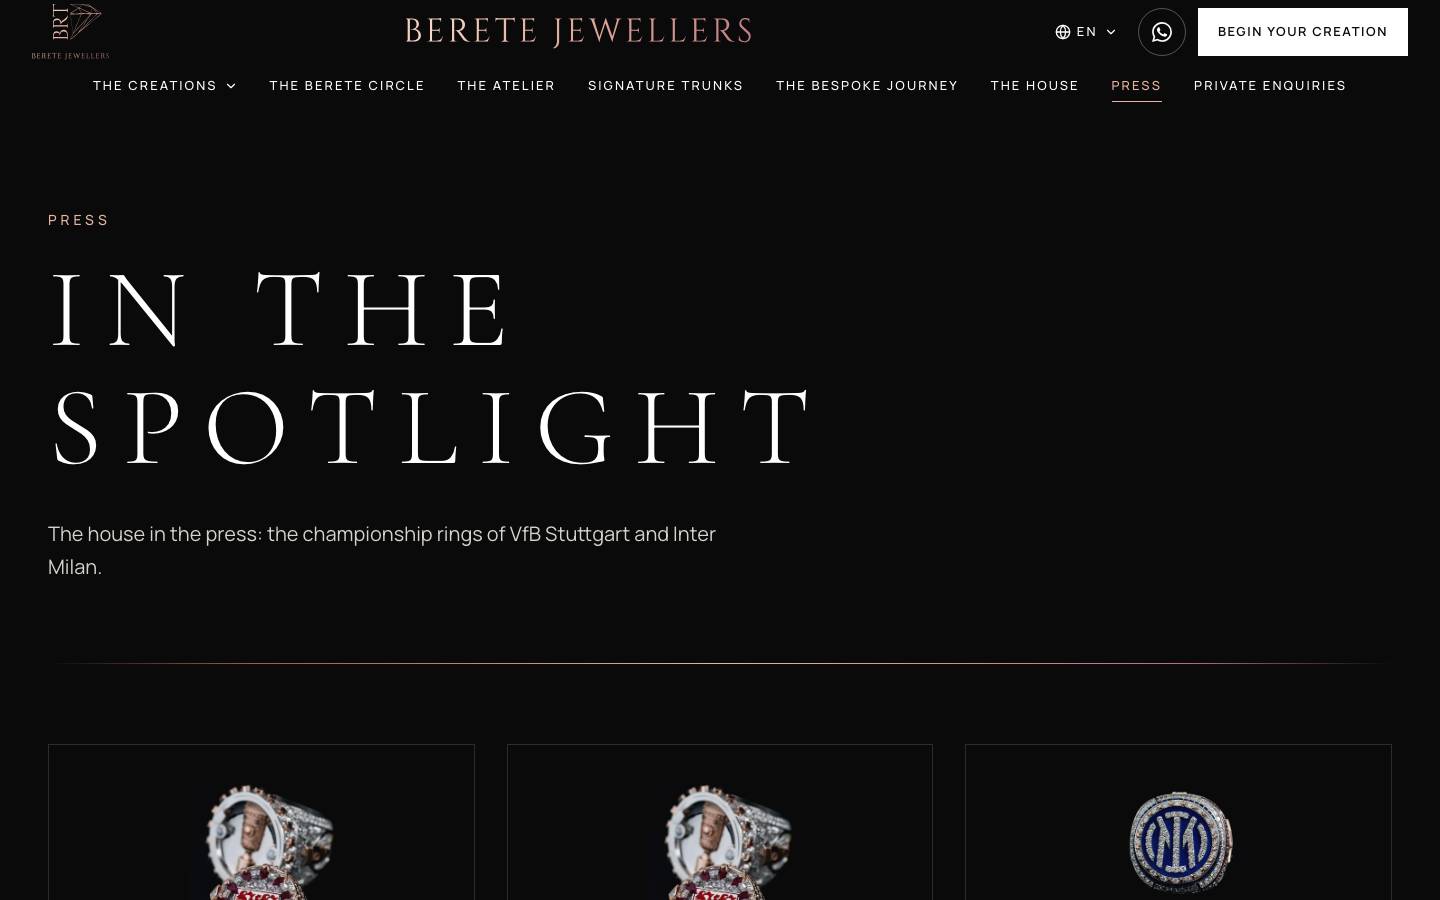 BRT
BERETE JEWELLERS
BERETE JEWELLERS
EN
BEGIN YOUR CREATION
THE CREATIONS
THE BERETE CIRCLE
THE ATELIER
SIGNATURE TRUNKS
THE BESPOKE JOURNEY
THE HOUSE
PRESS
PRIVATE ENQUIRIES
PRESS
IN THE
SPOTLIGHT
The house in the press: the championship rings of VfB Stuttgart and Inter
Milan.